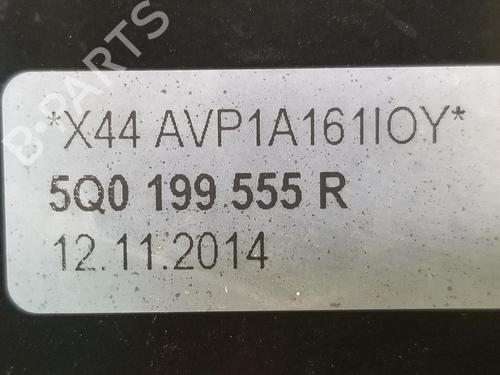 B-PARTS
*X44 AVP1A161IOY*
5Q0 199 555 R
12.11.2014